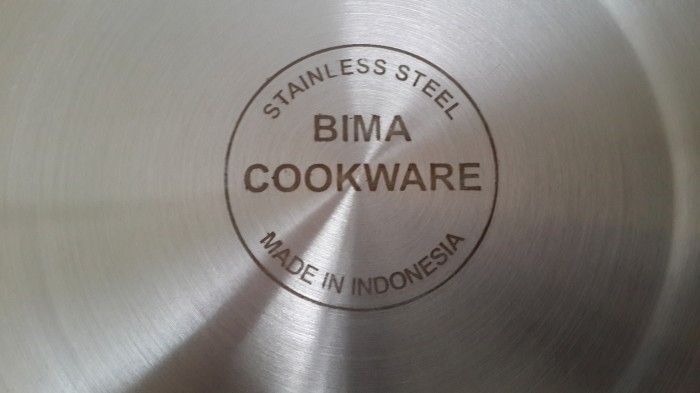 STAINLESS STEEL
BIMA
COOKWARE
MADE IN INDONESIA